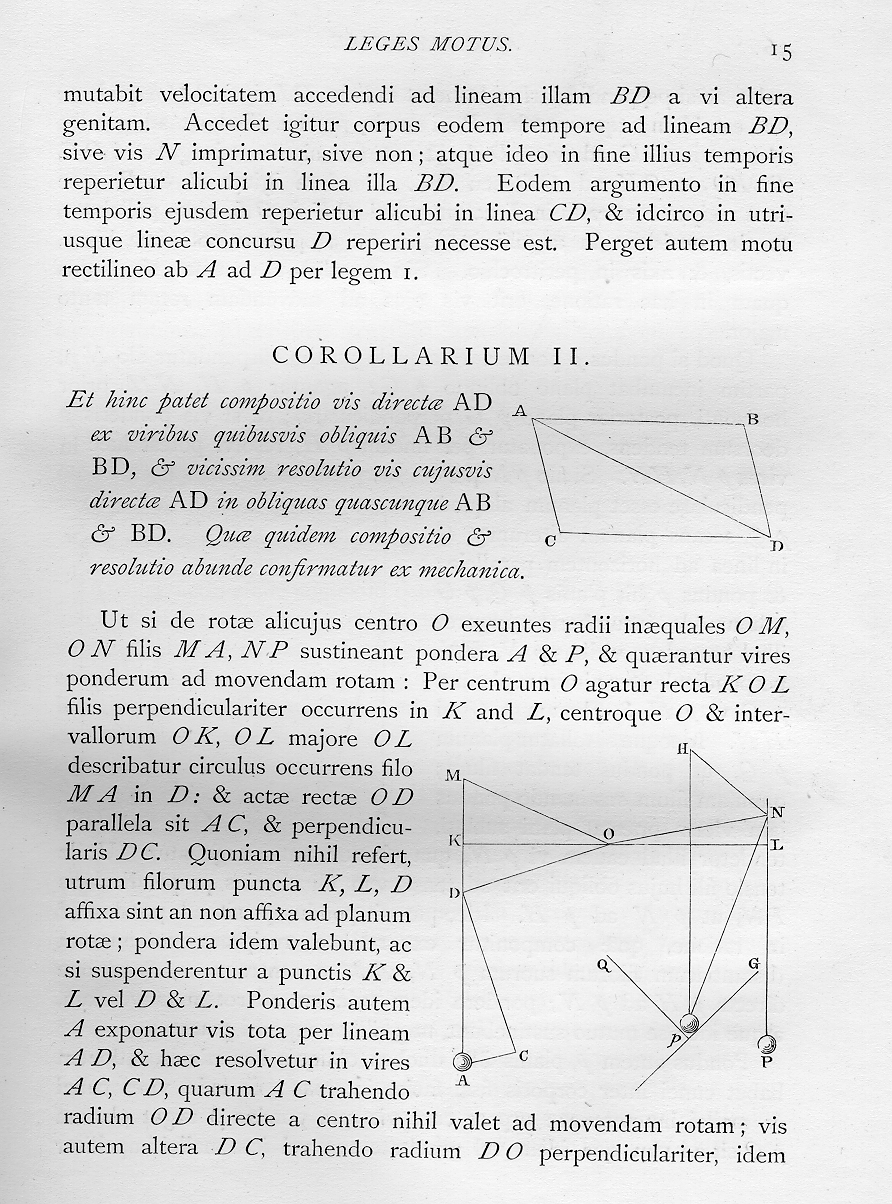 LEGES MOTUS.
15
mutabit velocitatem accedendi ad lineam illam BD a vi altera
genitam. Accedet igitur corpus eodem tempore ad lineam BD,
sive vis N imprimatur, sive non; atque ideo in fine illius temporis
reperietur alicubi in linea illa BD. Eodem argumento in fine
temporis ejusdem reperietur alicubi in linea CD, & idcirco in utri-
usque lineæ concursu D reperiri necesse est. Perget autem motu
rectilineo ab A ad D per legem 1.
COROLLARIUM II.
Et hinc patet compositio vis directæ AD
ex viribus quibusvis obliquis AB &
BD, & vicissim resolutio vis cujusvis
directæ AD in obliquas quascunque AB
& BD. Quæ quidem compositio &
resolutio abunde confirmatur ex mechanica.
A
B
C
D
Ut si de rotæ alicujus centro O exeuntes radii inæquales OM,
ON filis MA, NP sustineant pondera A & P, & quærantur vires
ponderum ad movendam rotam : Per centrum O agatur recta KOL
filis perpendiculariter occurrens in K and L, centroque O & inter-
vallorum OK, OL majore OL
describatur circulus occurrens filo
MA in D: & actæ rectæ OD
parallela sit AC, & perpendicu-
laris DC. Quoniam nihil refert,
utrum filorum puncta K, L, D
affixa sint an non affixa ad planum
rotæ; pondera idem valebunt, ac
si suspenderentur a punctis K &
L vel D & L. Ponderis autem
A exponatur vis tota per lineam
AD, & hæc resolvetur in vires
AC, CD, quarum AC trahendo
radium OD directe a centro nihil valet ad movendam rotam; vis
autem altera DC, trahendo radium DO perpendiculariter, idem
H
M
N
O
K
L
D
Q
G
p
C
P
A